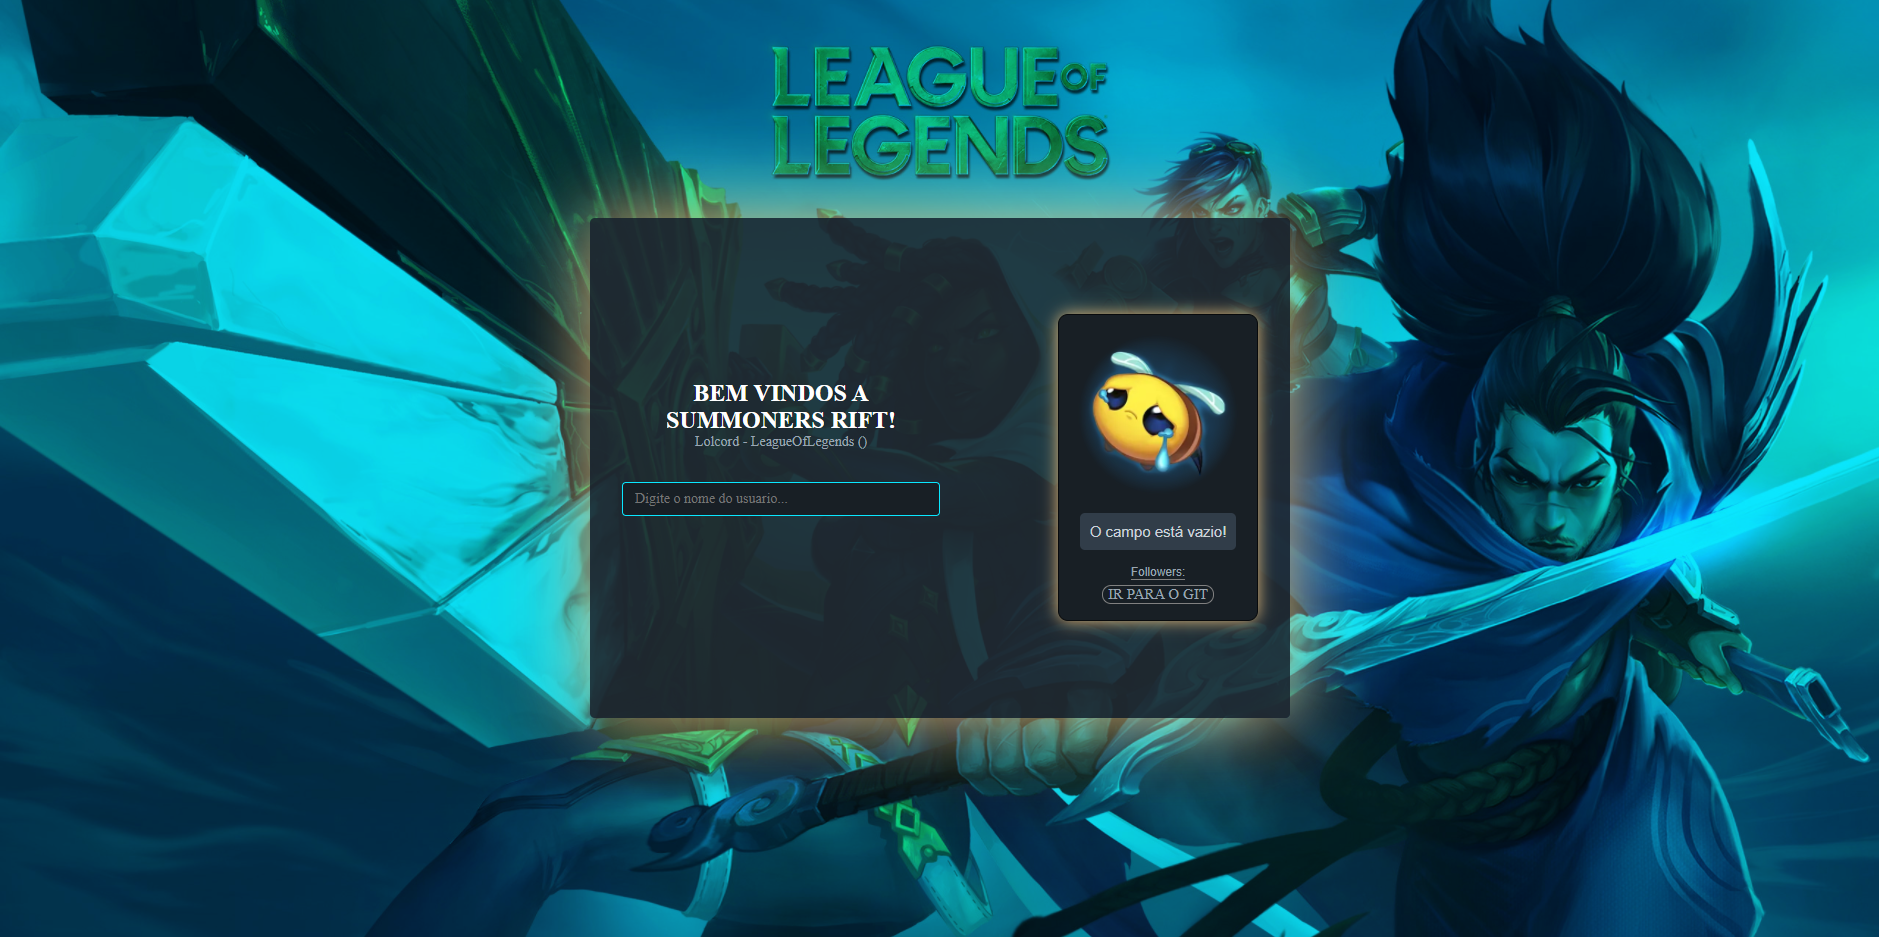 LEAGUE OF
LEGENDS
BEM VINDOS A
SUMMONERS RIFT!
Lolcord - LeagueOfLegends ()
Digite o nome do usuario...
O campo está vazio!
Followers:
IR PARA O GIT